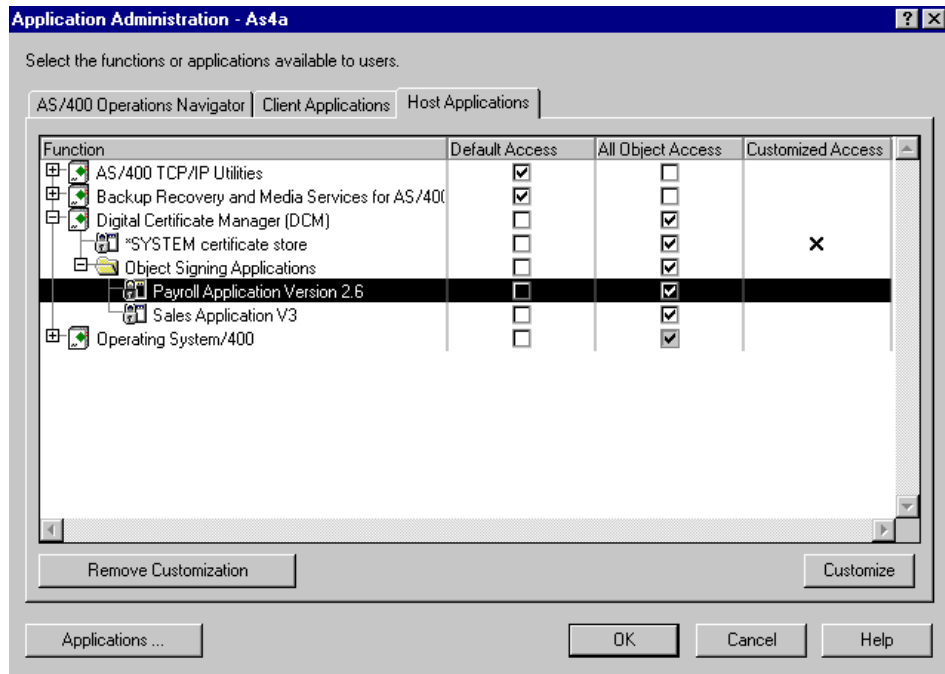 Application Administration - As4a
Select the functions or applications available to users.
AS/400 Operations Navigator Client Applications Host Applications
Function Default Access All Object Access Customized Access
AS/400 TCP/IP Utilities
Backup Recovery and Media Services for AS/400
Digital Certificate Manager (DCM)
*SYSTEM certificate store
Object Signing Applications
Payroll Application Version 2.6
Sales Application V3
Operating System/400
Remove Customization Customize
Applications ... OK Cancel Help